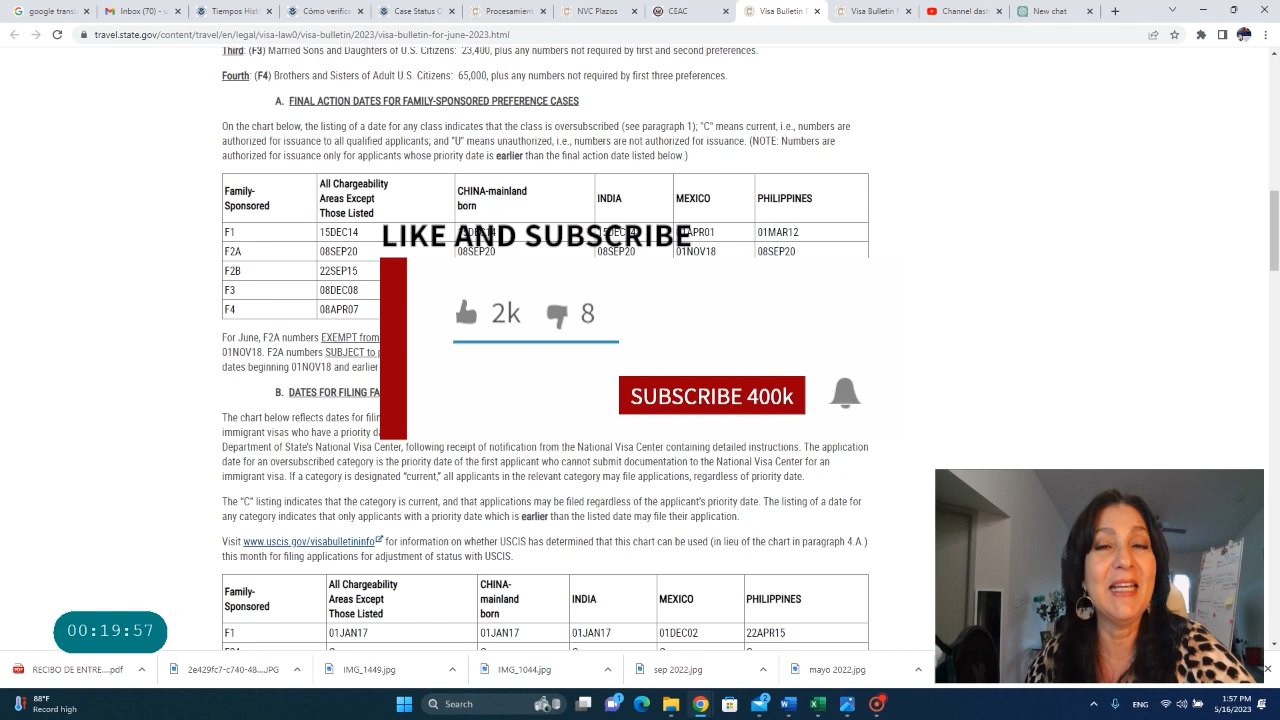 google trans
Inbox (70) - u
Tiempos Histo
Cómo verifica
Case Status O
Procesamient
NVC Plazos
CEAC
Visa Bulletin F
Visa Bulletin F
Channel dash
New chat
travel.state.gov/content/travel/en/legal/visa-law0/visa-bulletin/2023/visa-bulletin-for-june-2023.html
Third: (F3) Married Sons and Daughters of U.S. Citizens: 23,400, plus any numbers not required by first and second preferences.
Fourth: (F4) Brothers and Sisters of Adult U.S. Citizens: 65,000, plus any numbers not required by first three preferences.
A. FINAL ACTION DATES FOR FAMILY-SPONSORED PREFERENCE CASES
On the chart below, the listing of a date for any class indicates that the class is oversubscribed (see paragraph 1); "C" means current, i.e., numbers are
authorized for issuance to all qualified applicants; and "U" means unauthorized, i.e., numbers are not authorized for issuance. (NOTE: Numbers are
authorized for issuance only for applicants whose priority date is earlier than the final action date listed below.)
Family-
Sponsored
All Chargeability
Areas Except
Those Listed
CHINA-mainland
born
INDIA
MEXICO
PHILIPPINES
F1 15DEC14 01MAR12
LIKE AND SUBSCRIBE
F2A 08SEP20 08SEP20 08SEP20 01NOV18 08SEP20
F2B 22SEP15
F3 08DEC08
F4 08APR07
2k 8
SUBSCRIBE 400k
For June, F2A numbers EXEMPT from
01NOV18. F2A numbers SUBJECT to
dates beginning 01NOV18 and earlier
B. DATES FOR FILING FA
The chart below reflects dates for filin
immigrant visas who have a priority da
Department of State's National Visa Center, following receipt of notification from the National Visa Center containing detailed instructions. The application
date for an oversubscribed category is the priority date of the first applicant who cannot submit documentation to the National Visa Center for an
immigrant visa. If a category is designated "current," all applicants in the relevant category may file applications, regardless of priority date.
The "C" listing indicates that the category is current, and that applications may be filed regardless of the applicant's priority date. The listing of a date for
any category indicates that only applicants with a priority date which is earlier than the listed date may file their application.
Visit www.uscis.gov/visabulletininfo for information on whether USCIS has determined that this chart can be used (in lieu of the chart in paragraph 4.A.)
this month for filing applications for adjustment of status with USCIS.
Family-
Sponsored
All Chargeability
Areas Except
Those Listed
CHINA-
mainland
born
INDIA
MEXICO
PHILIPPINES
F1 01JAN17 01JAN17 01JAN17 01DEC02 22APR15
00:19:57
RECIBO DE ENTRE....pdf
2e429fc7-c740-48....JPG
IMG_1449.jpg
IMG_1044.jpg
sep 2022.jpg
mayo 2022.jpg
88°F
Record high
Search
ENG
1:57 PM
5/16/2023